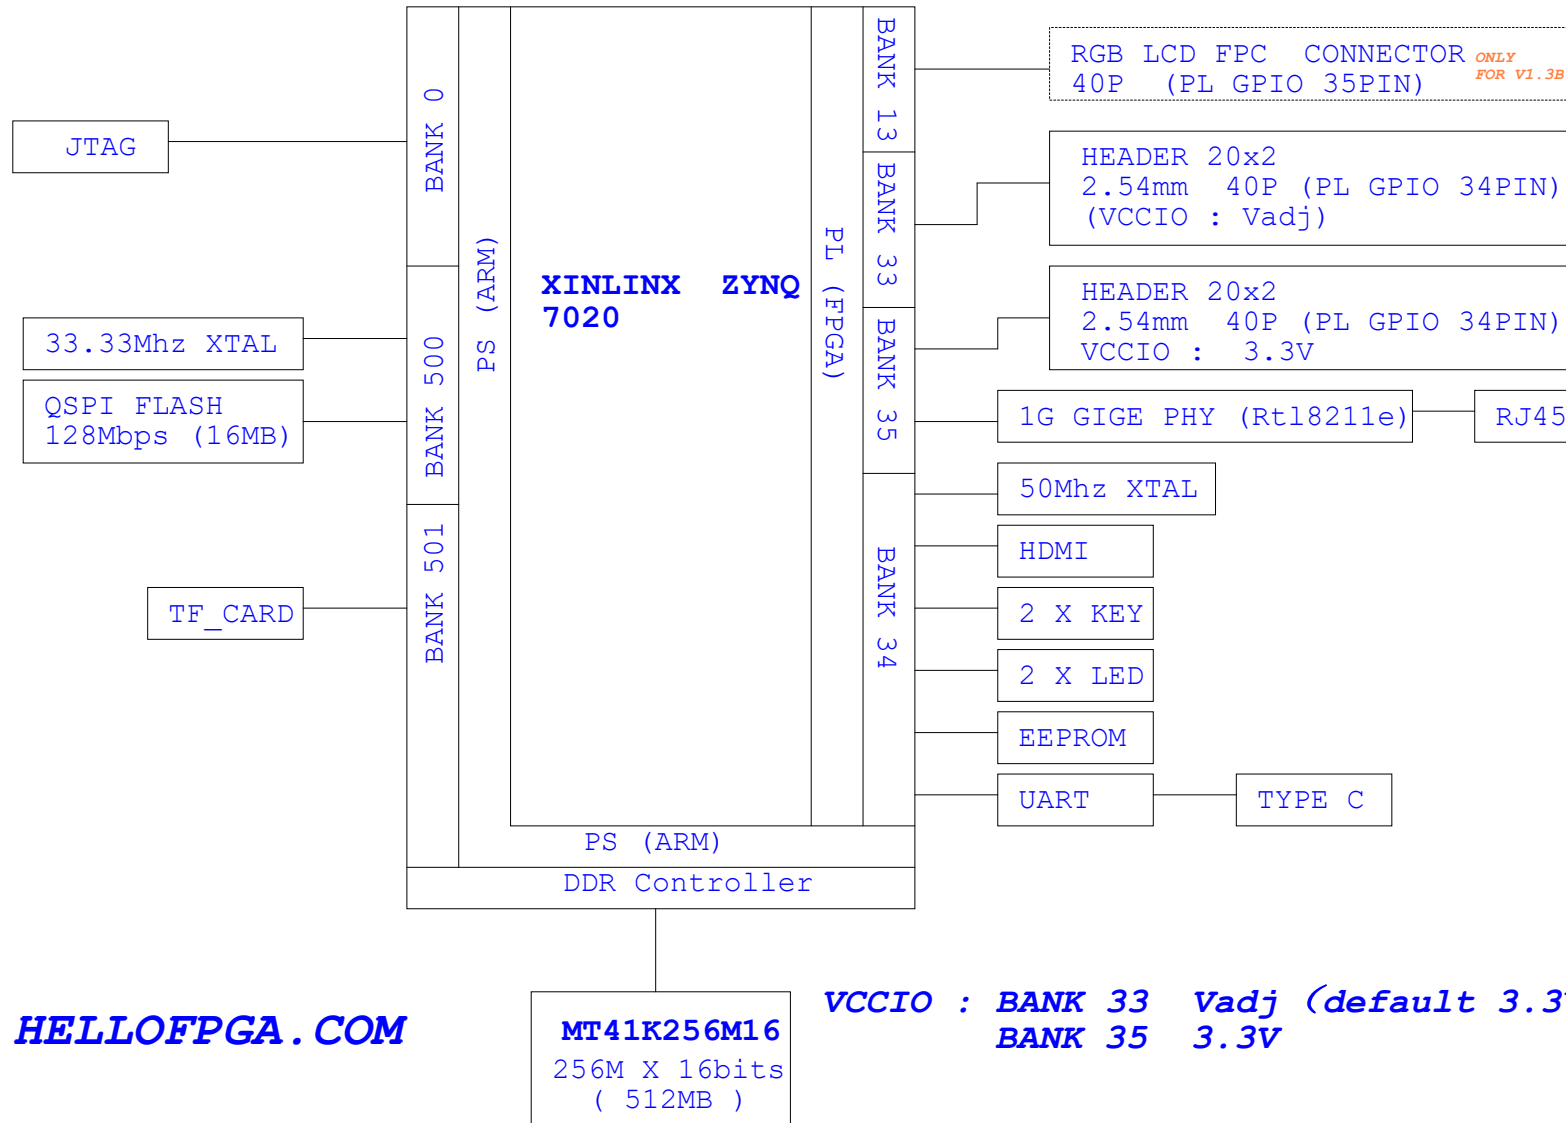 JTAG
33.33Mhz XTAL
QSPI FLASH
128Mbps (16MB)
TF_CARD
BANK 0
BANK 500
BANK 501
PS (ARM)
XINLINX ZYNQ
7020
PL (FPGA)
BANK 13
BANK 33
BANK 35
BANK 34
PS (ARM)
DDR Controller
RGB LCD FPC CONNECTOR ONLY
40P (PL GPIO 35PIN) FOR V1.3B
HEADER 20x2
2.54mm 40P (PL GPIO 34PIN)
(VCCIO : Vadj)
HEADER 20x2
2.54mm 40P (PL GPIO 34PIN)
VCCIO : 3.3V
1G GIGE PHY (Rtl8211e)
RJ45
50Mhz XTAL
HDMI
2 X KEY
2 X LED
EEPROM
UART
TYPE C
HELLOFPGA.COM
MT41K256M16
256M X 16bits
( 512MB )
VCCIO : BANK 33 Vadj (default 3.3
BANK 35 3.3V